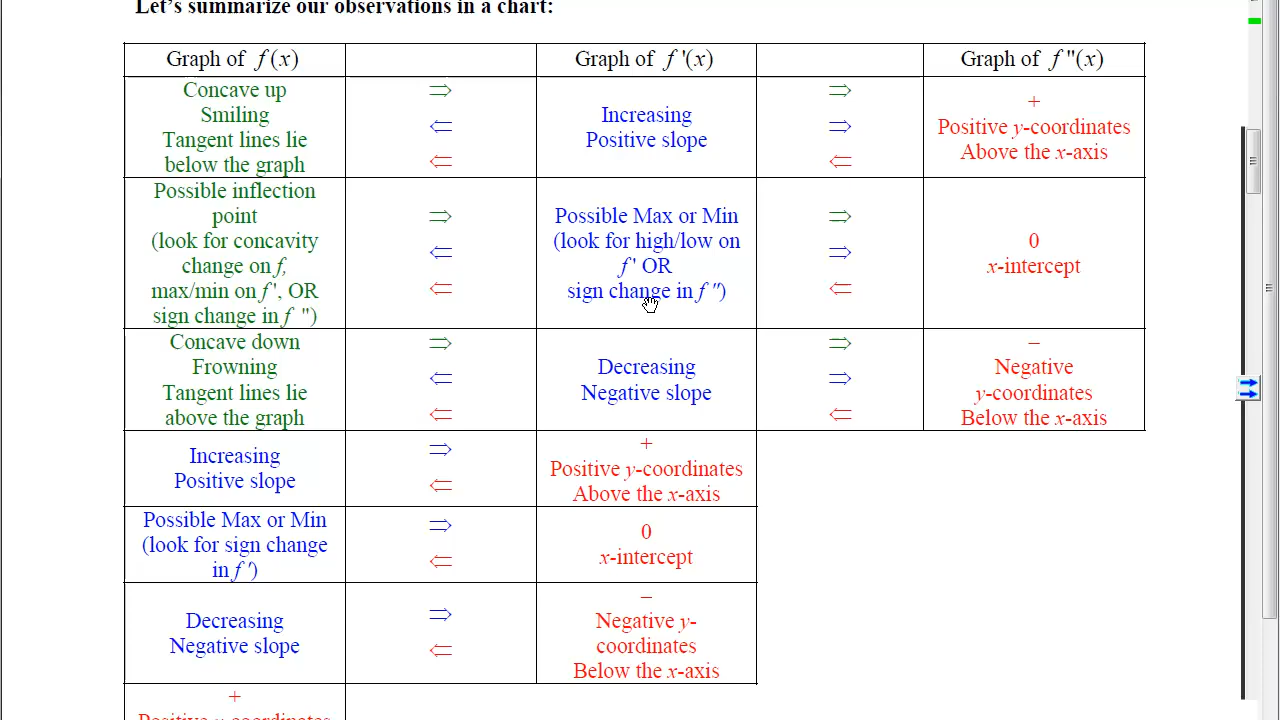 Let's summarize our observations in a chart:
Graph of f(x)
Graph of f '(x)
Graph of f "(x)
Concave up
Smiling
Tangent lines lie
below the graph
⇒
⇐
⇐
Increasing
Positive slope
⇒
⇒
⇐
+
Positive y-coordinates
Above the x-axis
Possible inflection
point
(look for concavity
change on f,
max/min on f ', OR
sign change in f ")
⇒
⇐
⇐
Possible Max or Min
(look for high/low on
f ' OR
sign change in f ")
⇒
⇒
⇐
0
x-intercept
Concave down
Frowning
Tangent lines lie
above the graph
⇒
⇐
⇐
Decreasing
Negative slope
⇒
⇒
⇐
−
Negative
y-coordinates
Below the x-axis
Increasing
Positive slope
⇒
⇐
+
Positive y-coordinates
Above the x-axis
Possible Max or Min
(look for sign change
in f ')
⇒
⇐
0
x-intercept
Decreasing
Negative slope
⇒
⇐
−
Negative y-
coordinates
Below the x-axis
+
Positive y-coordinates